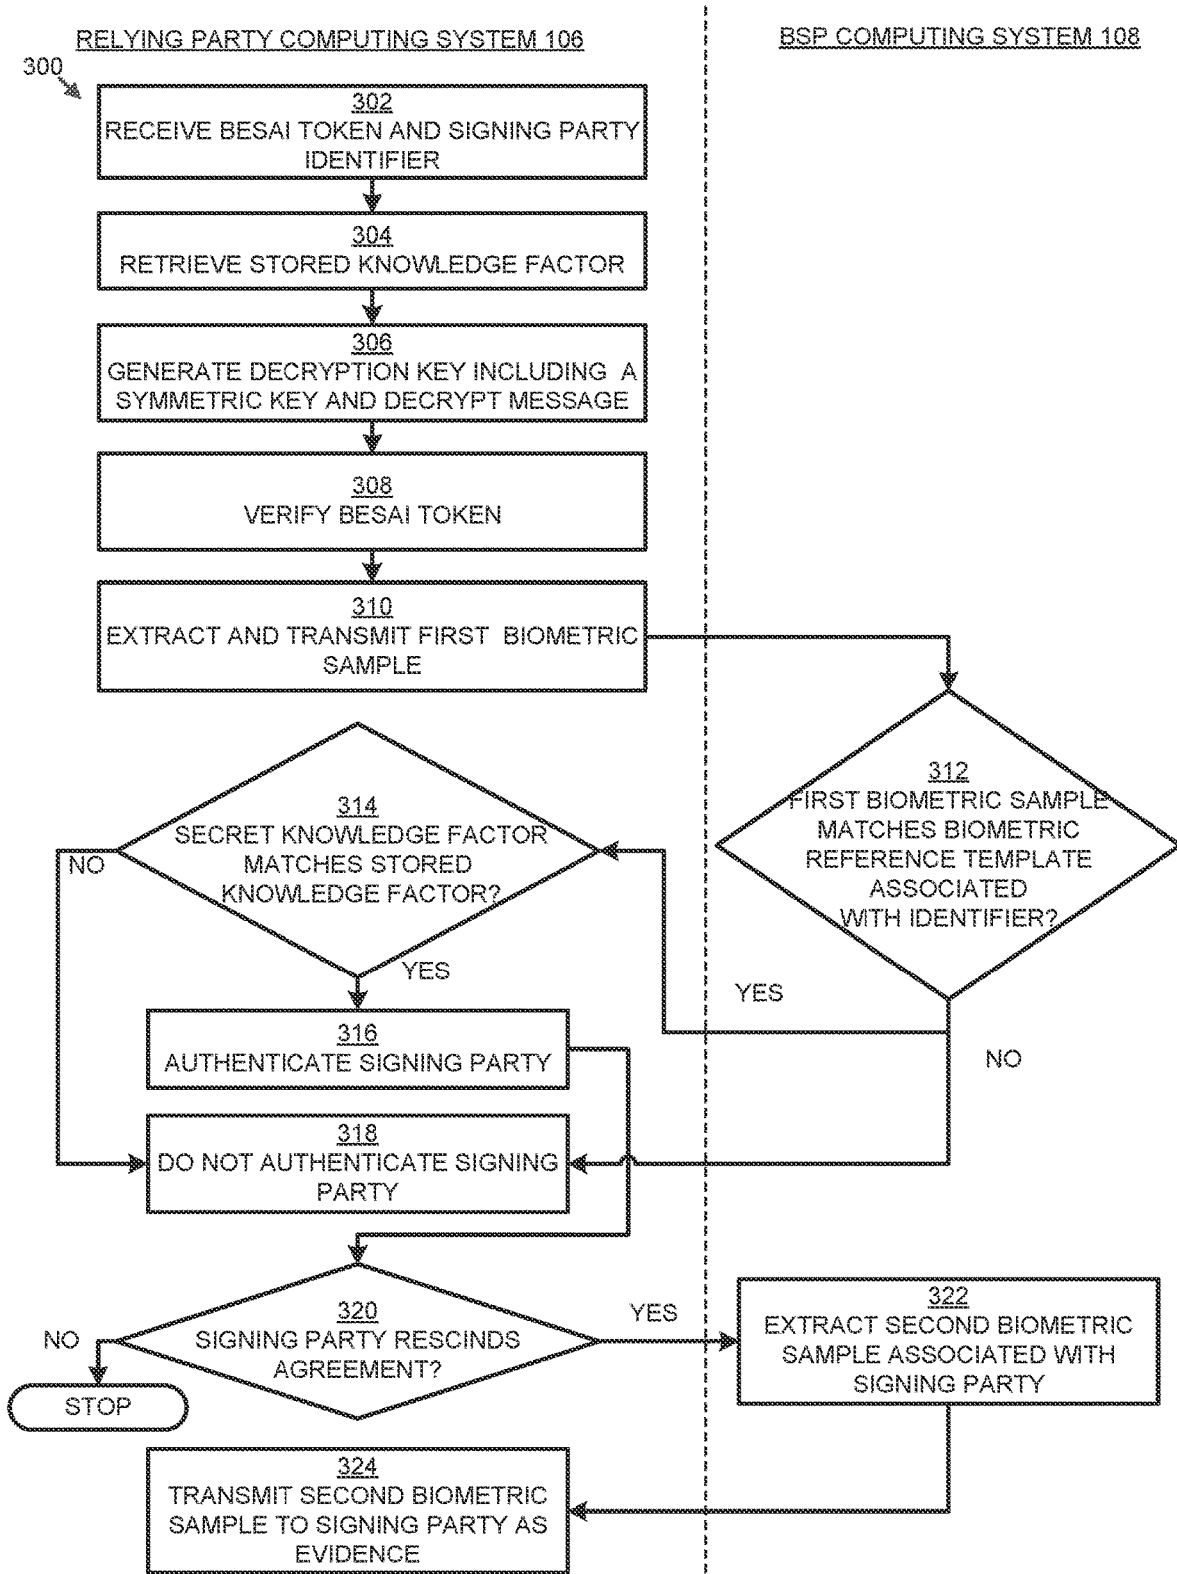 RELYING PARTY COMPUTING SYSTEM 106
BSP COMPUTING SYSTEM 108
300
302
RECEIVE BESAI TOKEN AND SIGNING PARTY
IDENTIFIER
304
RETRIEVE STORED KNOWLEDGE FACTOR
306
GENERATE DECRYPTION KEY INCLUDING A
SYMMETRIC KEY AND DECRYPT MESSAGE
308
VERIFY BESAI TOKEN
310
EXTRACT AND TRANSMIT FIRST BIOMETRIC
SAMPLE
312
FIRST BIOMETRIC SAMPLE
MATCHES BIOMETRIC
REFERENCE TEMPLATE
ASSOCIATED
WITH IDENTIFIER?
314
SECRET KNOWLEDGE FACTOR
MATCHES STORED
KNOWLEDGE FACTOR?
NO
YES
YES
NO
316
AUTHENTICATE SIGNING PARTY
318
DO NOT AUTHENTICATE SIGNING
PARTY
320
SIGNING PARTY RESCINDS
AGREEMENT?
NO
YES
STOP
322
EXTRACT SECOND BIOMETRIC
SAMPLE ASSOCIATED WITH
SIGNING PARTY
324
TRANSMIT SECOND BIOMETRIC
SAMPLE TO SIGNING PARTY AS
EVIDENCE